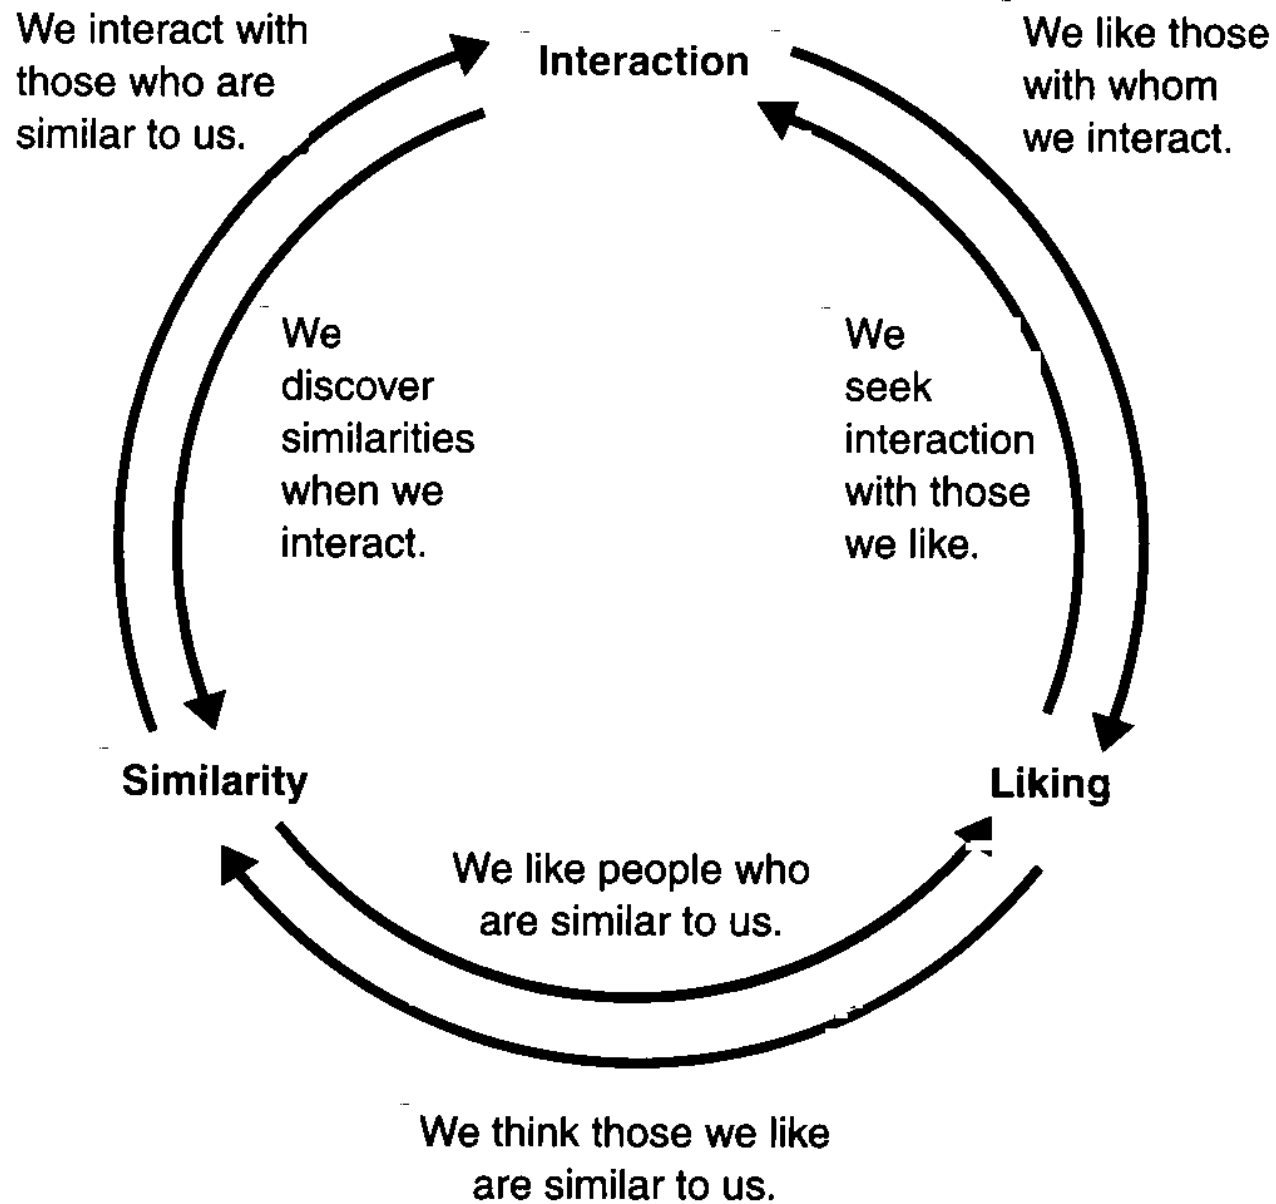 We interact with
those who are
similar to us.
Interaction
We like those
with whom
we interact.
We
discover
similarities
when we
interact.
We
seek
interaction
with those
we like.
Similarity
Liking
We like people who
are similar to us.
We think those we like
are similar to us.